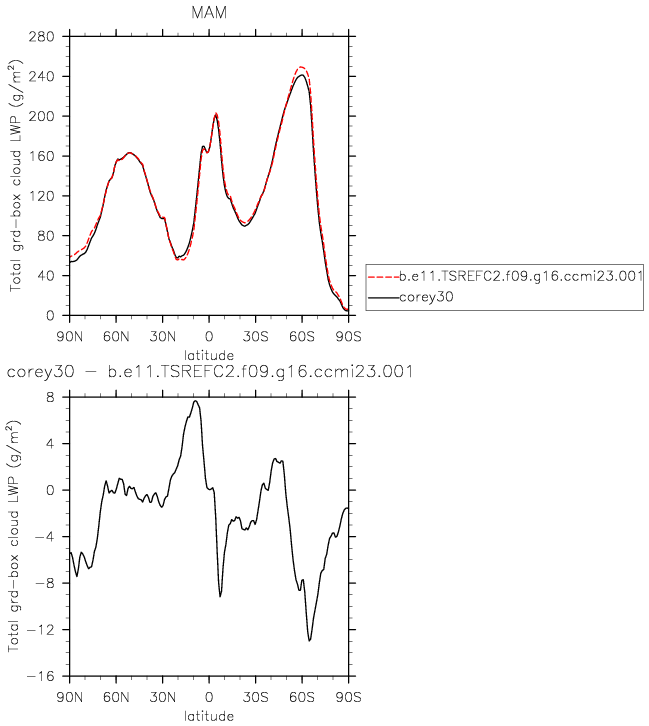 MAM
Total grd-box cloud LWP (g/m²)
280
240
200
160
120
80
40
0
90N 60N 30N 0 30S 60S 90S
latitude
b.e11.TSREFC2.f09.g16.ccmi23.001
corey30
corey30 - b.e11.TSREFC2.f09.g16.ccmi23.001
Total grd-box cloud LWP (g/m²)
8
4
0
-4
-8
-12
-16
90N 60N 30N 0 30S 60S 90S
latitude